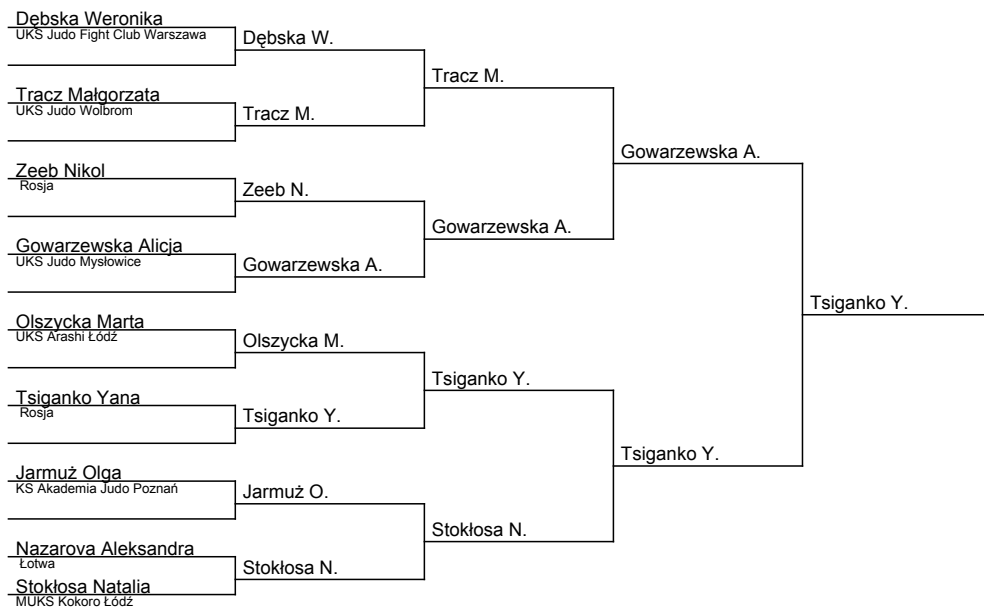 Dębska Weronika
UKS Judo Fight Club Warszawa
Dębska W.
Tracz M.
Tracz Małgorzata
UKS Judo Wolbrom
Tracz M.
Gowarzewska A.
Zeeb Nikol
Rosja
Zeeb N.
Gowarzewska A.
Gowarzewska Alicja
UKS Judo Mysłowice
Gowarzewska A.
Tsiganko Y.
Olszycka Marta
UKS Arashi Łódź
Olszycka M.
Tsiganko Y.
Tsiganko Yana
Rosja
Tsiganko Y.
Tsiganko Y.
Jarmuż Olga
KS Akademia Judo Poznań
Jarmuż O.
Stokłosa N.
Nazarova Aleksandra
Łotwa
Stokłosa N.
Stokłosa Natalia
MUKS Kokoro Łódź